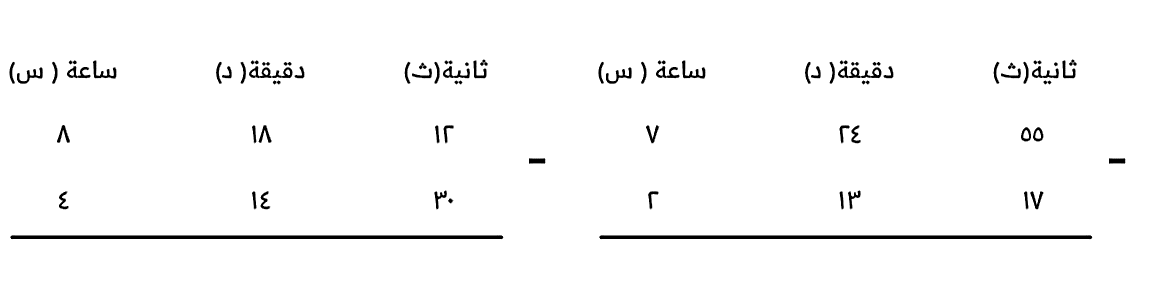 ثانية(ث) دقيقة( د) ساعة ( س) ثانية(ث) دقيقة( د) ساعة ( س)
٥٥ ٢٤ ٧ - ١٢ ١٨ ٨ -
١٧ ١٣ ٢ ٣٠ ١٤ ٤